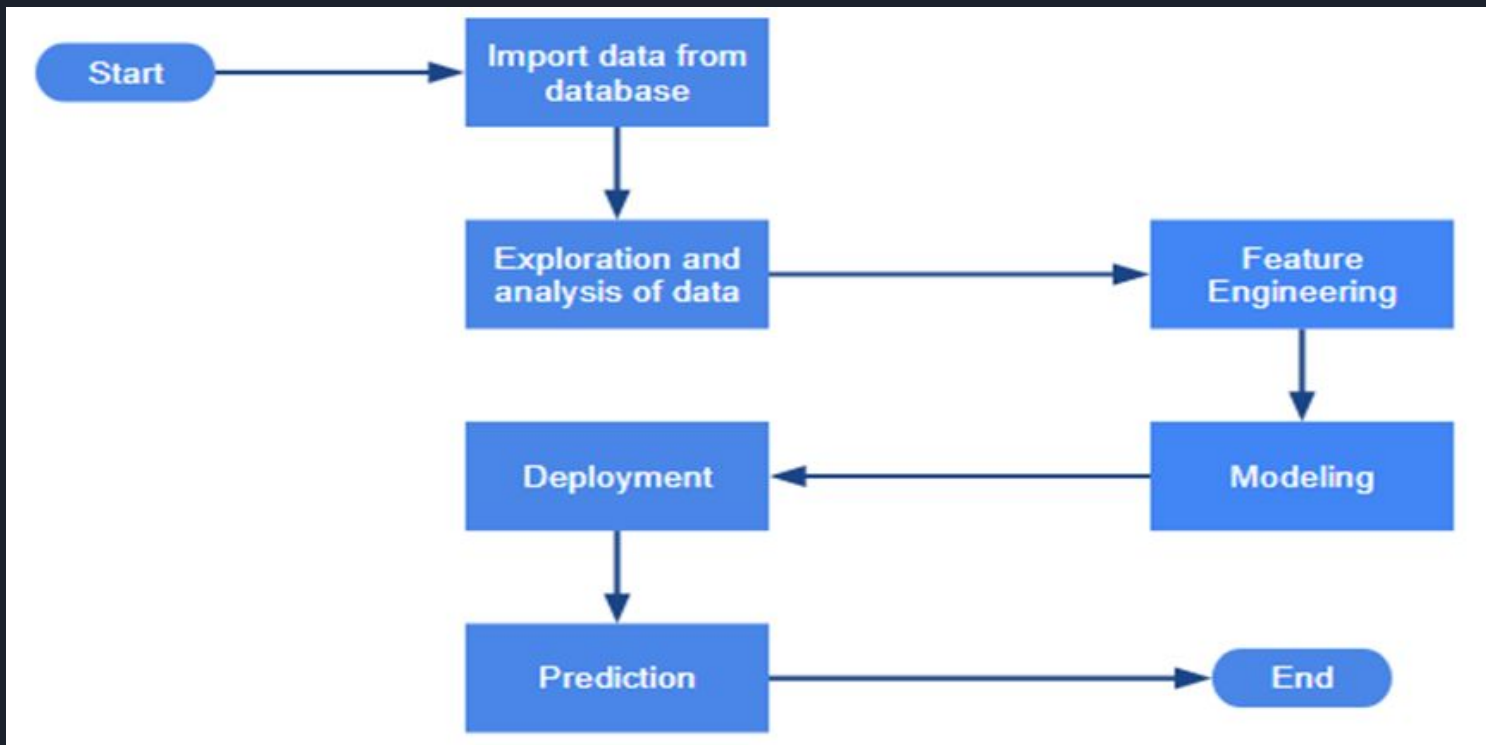 Start
Import data from
database
Exploration and
analysis of data
Feature
Engineering
Modeling
Deployment
Prediction
End